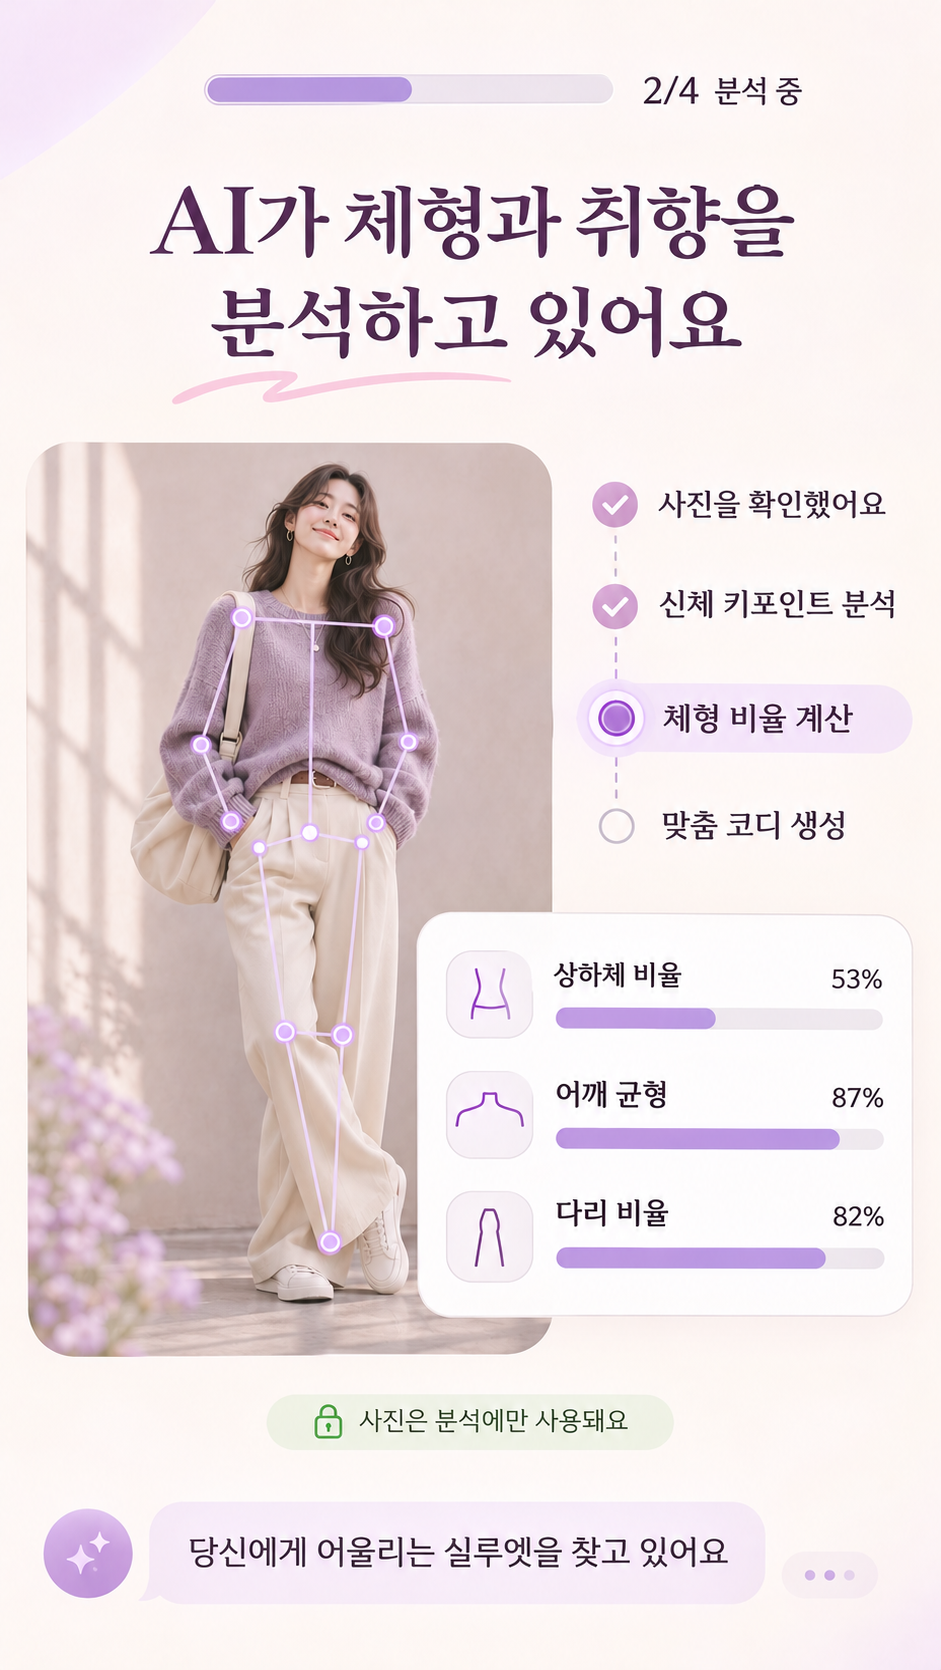 2/4 분석 중
AI가 체형과 취향을
분석하고 있어요
사진을 확인했어요
신체 키포인트 분석
체형 비율 계산
맞춤 코디 생성
상하체 비율 53%
어깨 균형 87%
다리 비율 82%
사진은 분석에만 사용돼요
당신에게 어울리는 실루엣을 찾고 있어요